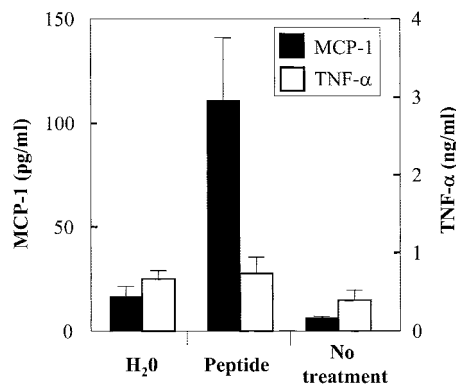 150
100
50
0
MCP-1 (pg/ml)
MCP-1
TNF-α
4
3
2
1
0
TNF-α (ng/ml)
H₂0
Peptide
No
treatment